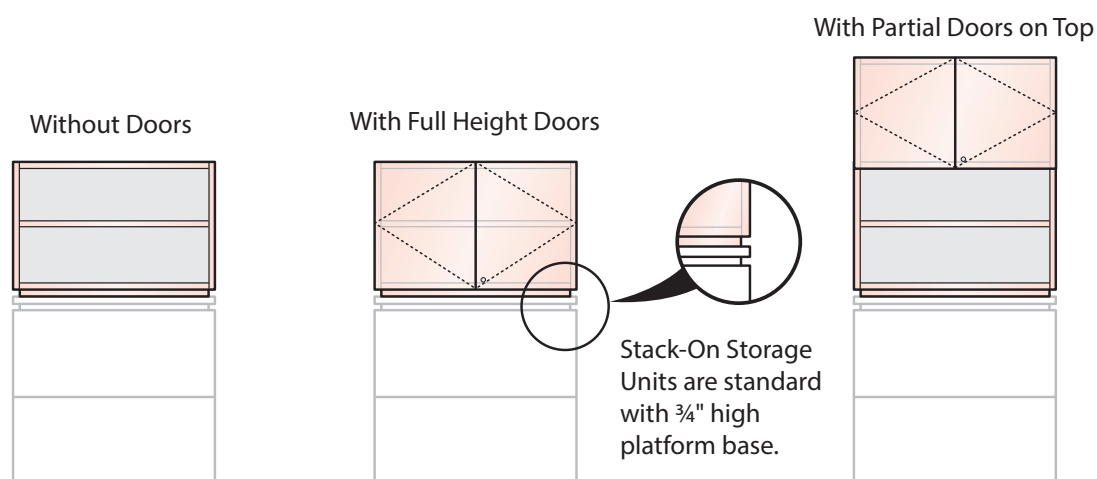 With Partial Doors on Top
Without Doors
With Full Height Doors
Stack-On Storage
Units are standard
with ¾" high
platform base.